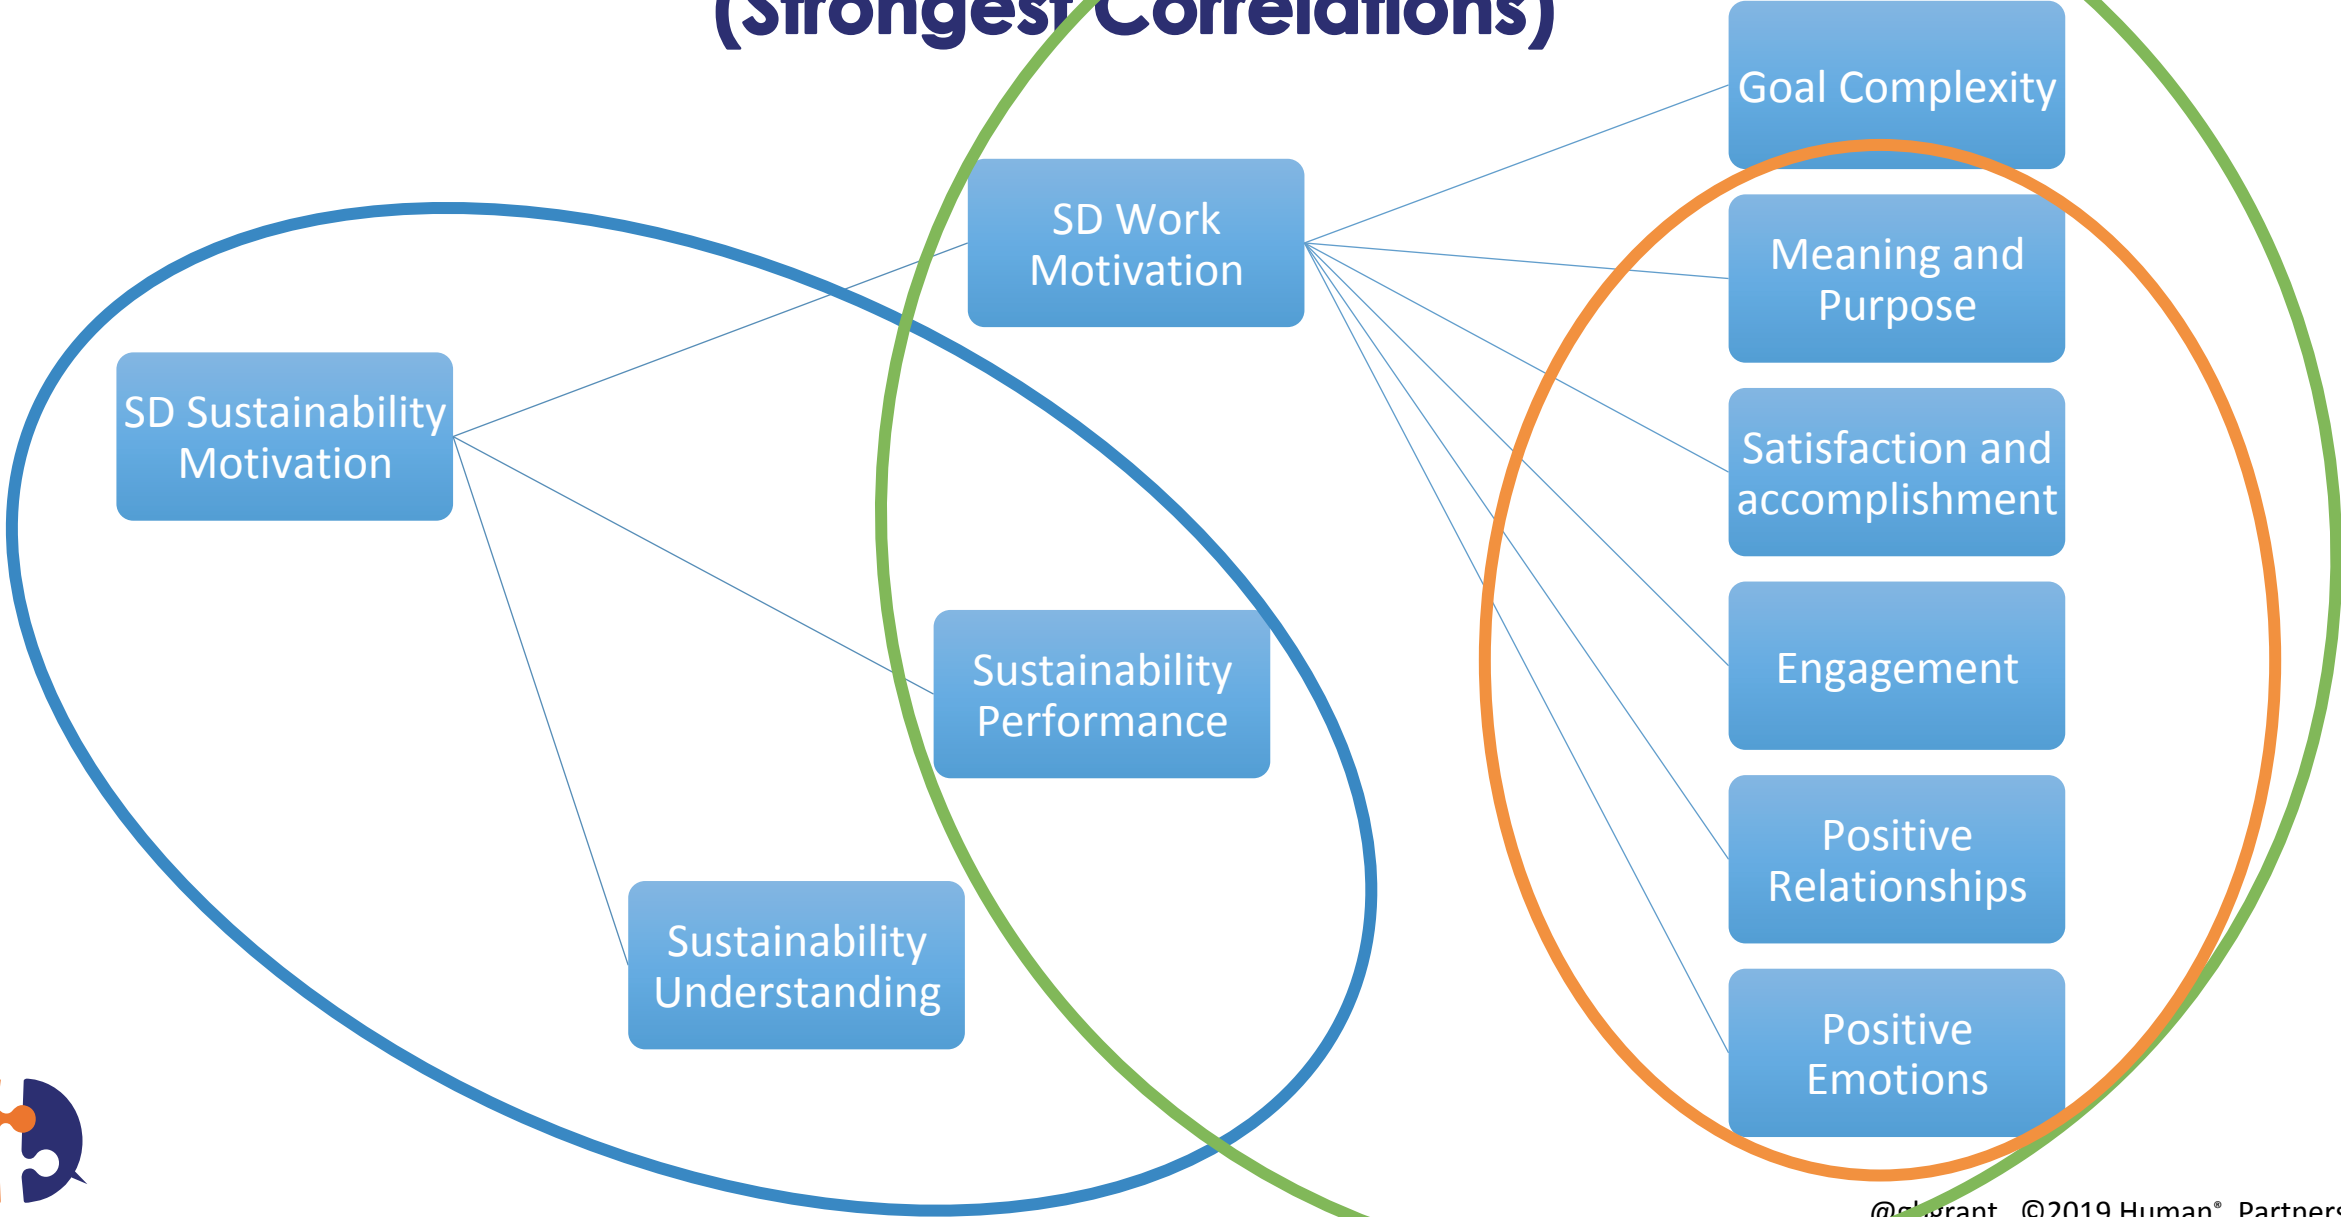 (Strongest Correlations)
Goal Complexity
SD Work
Motivation
Meaning and
Purpose
SD Sustainability
Motivation
Satisfaction and
accomplishment
Sustainability
Performance
Engagement
Positive
Relationships
Sustainability
Understanding
Positive
Emotions
©2019 Human® Partners